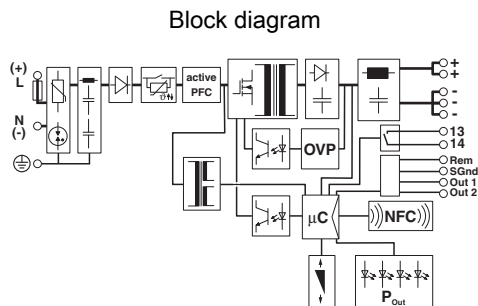 Block diagram
(+)
L
N
(-)
active
PFC
ϑ
OVP
+
+
-
-
-
13
14
Rem
SGnd
Out 1
Out 2
µC
NFC
P Out